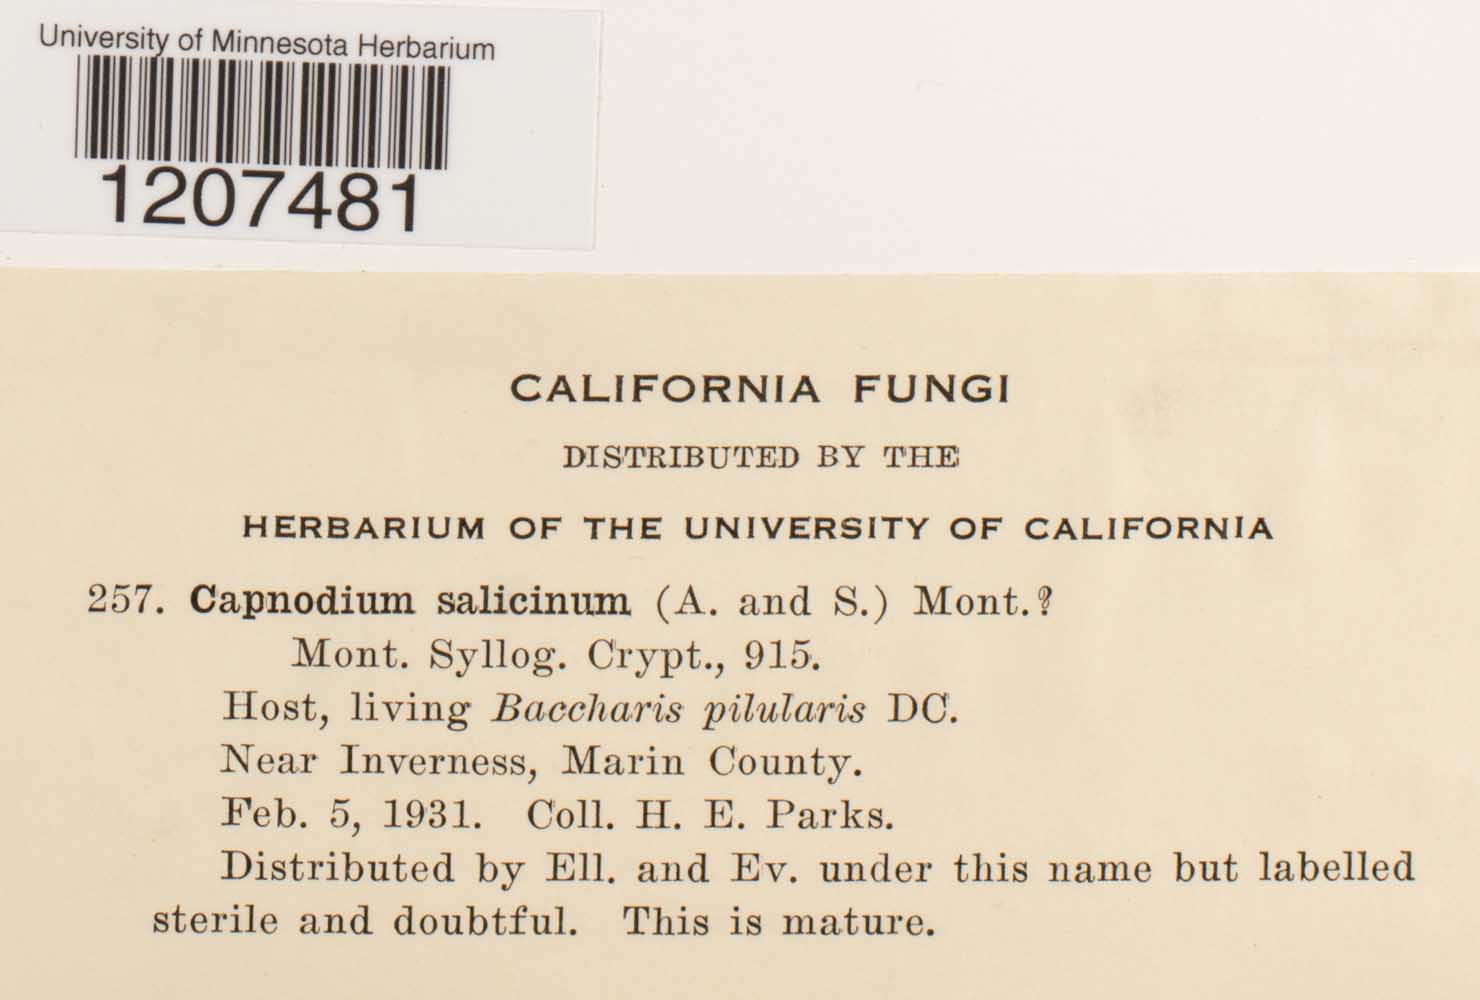 University of Minnesota Herbarium
1207481
CALIFORNIA FUNGI
DISTRIBUTED BY THE
HERBARIUM OF THE UNIVERSITY OF CALIFORNIA
257. Capnodium salicinum (A. and S.) Mont.?
Mont. Syllog. Crypt., 915.
Host, living Baccharis pilularis DC.
Near Inverness, Marin County.
Feb. 5, 1931. Coll. H. E. Parks.
Distributed by Ell. and Ev. under this name but labelled
sterile and doubtful. This is mature.